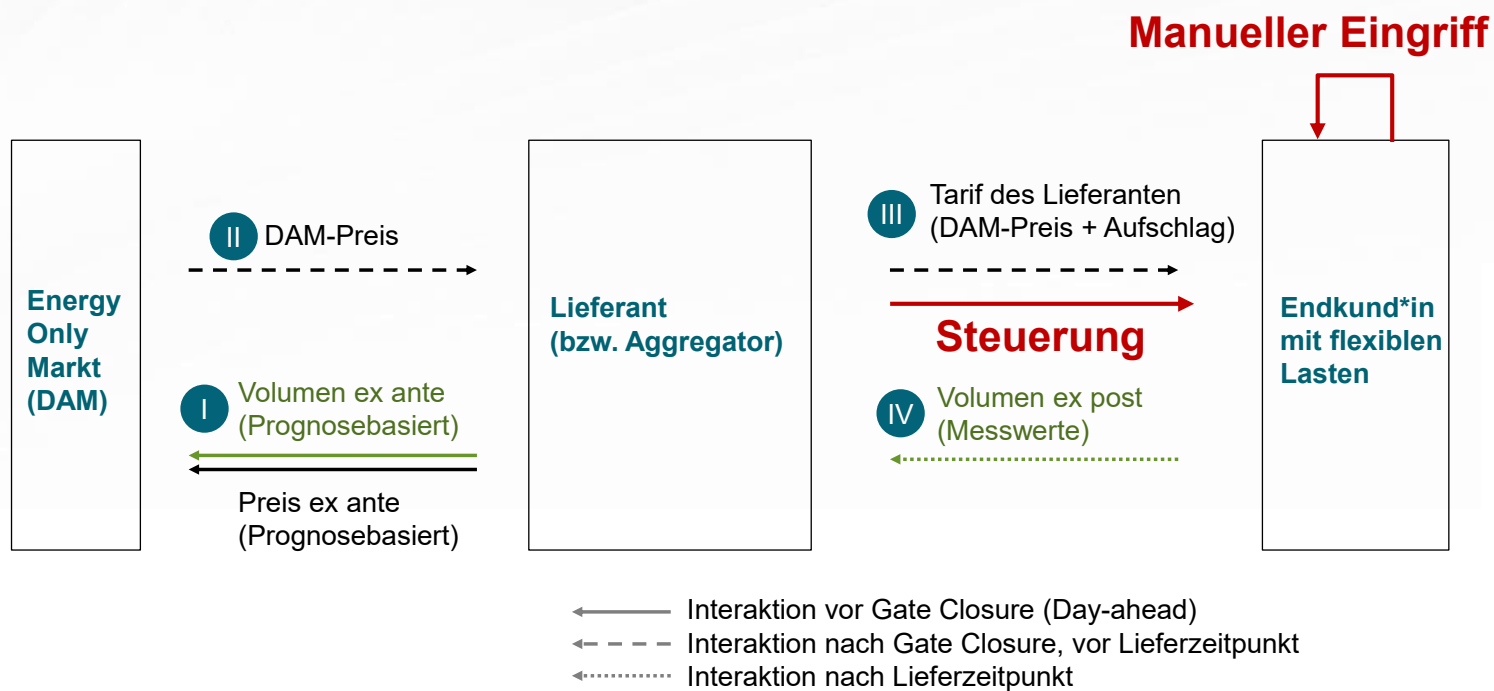 Manueller Eingriff
Energy
Only
Markt
(DAM)
II DAM-Preis
I Volumen ex ante
(Prognosebasiert)
Preis ex ante
(Prognosebasiert)
Lieferant
(bzw. Aggregator)
III Tarif des Lieferanten
(DAM-Preis + Aufschlag)
Steuerung
IV Volumen ex post
(Messwerte)
Endkund*in
mit flexiblen
Lasten
Interaktion vor Gate Closure (Day-ahead)
Interaktion nach Gate Closure, vor Lieferzeitpunkt
Interaktion nach Lieferzeitpunkt